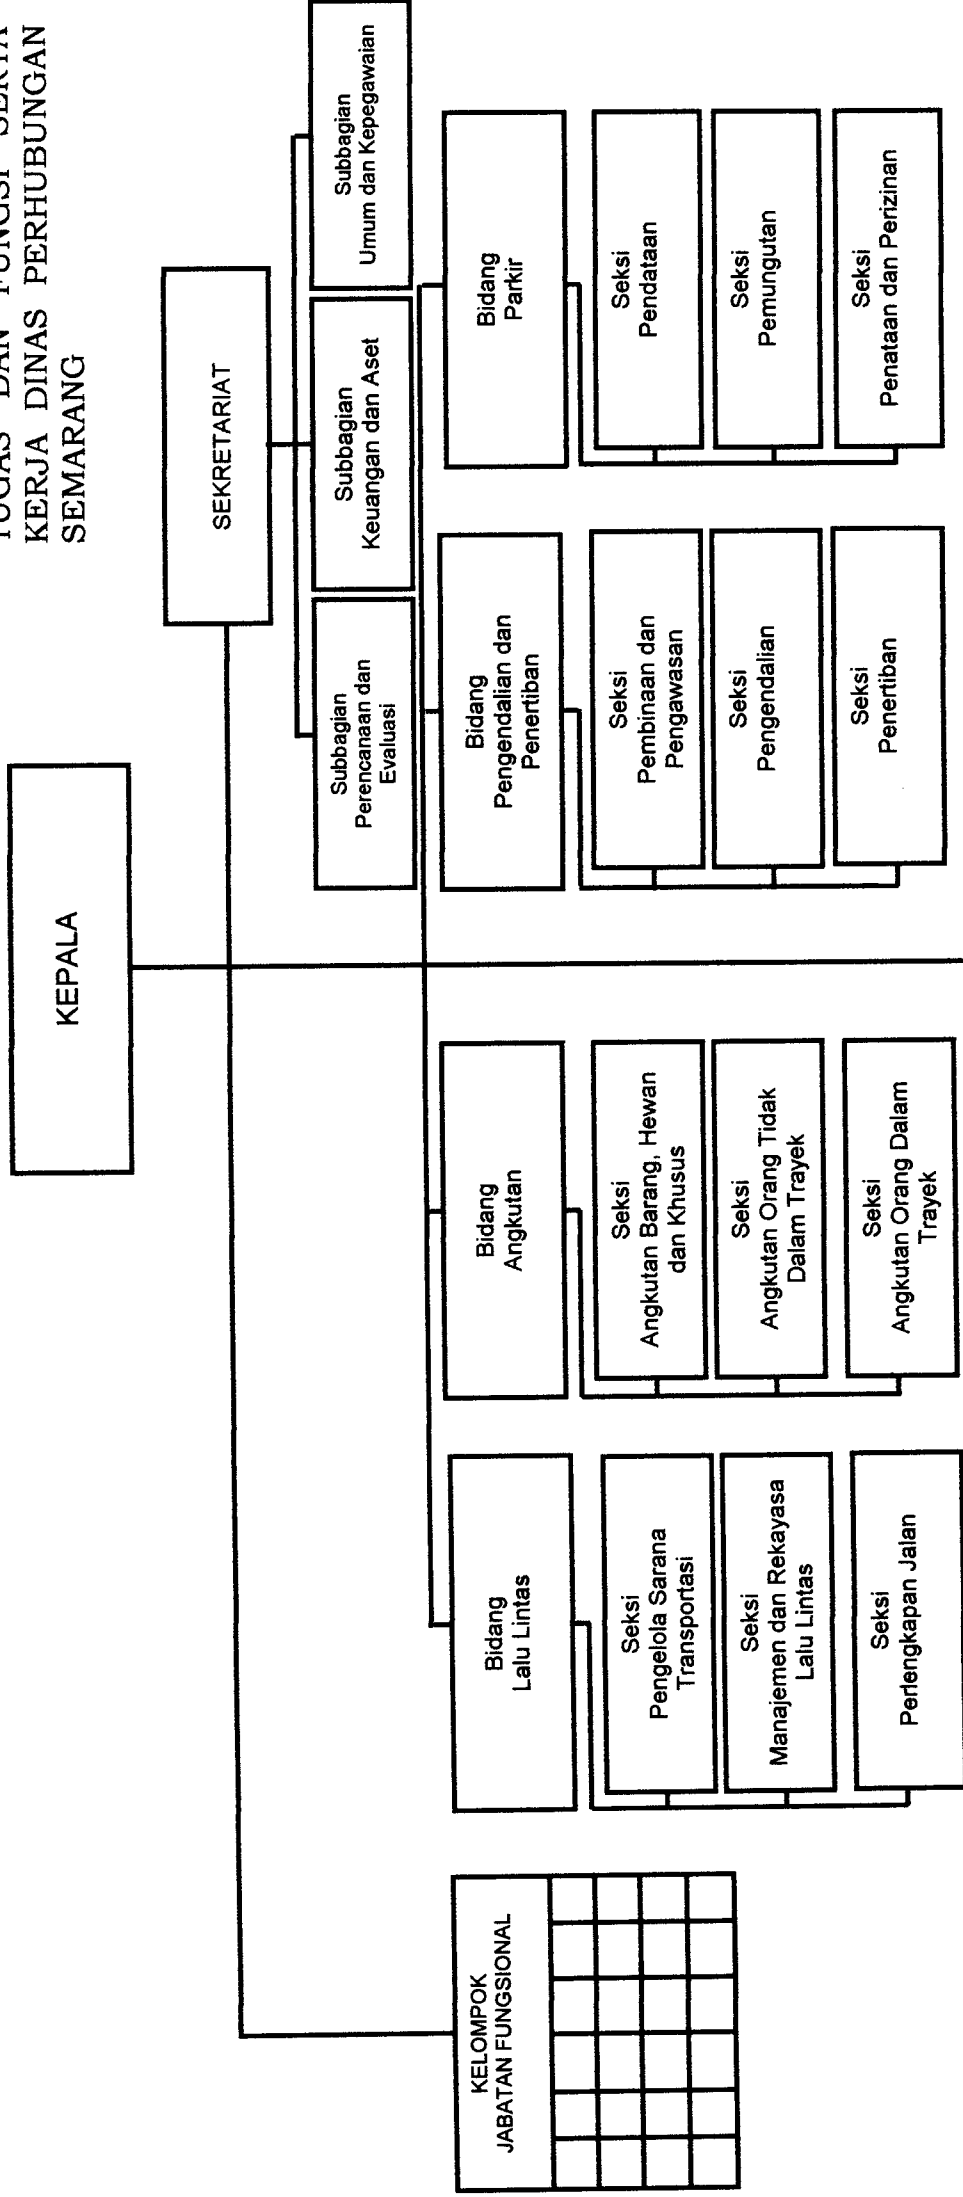 TUGAS DAN FUNGSI SERTA
KERJA DINAS PERHUBUNGAN
SEMARANG
KEPALA
SEKRETARIAT
Subbagian
Perencanaan dan
Evaluasi
Subbagian
Keuangan dan Aset
Subbagian
Umum dan Kepegawaian
KELOMPOK
JABATAN FUNGSIONAL
Bidang
Lalu Lintas
Seksi
Pengelola Sarana
Transportasi
Seksi
Manajemen dan Rekayasa
Lalu Lintas
Seksi
Perlengkapan Jalan
Bidang
Angkutan
Seksi
Angkutan Barang, Hewan
dan Khusus
Seksi
Angkutan Orang Tidak
Dalam Trayek
Seksi
Angkutan Orang Dalam
Trayek
Bidang
Pengendalian dan
Penertiban
Seksi
Pembinaan dan
Pengawasan
Seksi
Pengendalian
Seksi
Penertiban
Bidang
Parkir
Seksi
Pendataan
Seksi
Pemungutan
Seksi
Penataan dan Perizinan